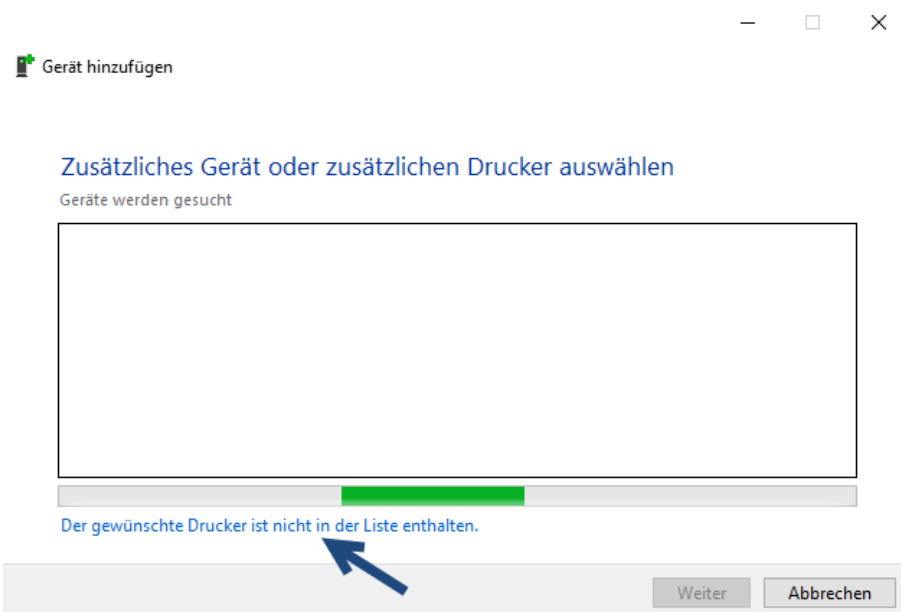 Gerät hinzufügen
Zusätzliches Gerät oder zusätzlichen Drucker auswählen
Geräte werden gesucht
Der gewünschte Drucker ist nicht in der Liste enthalten.
Weiter Abbrechen